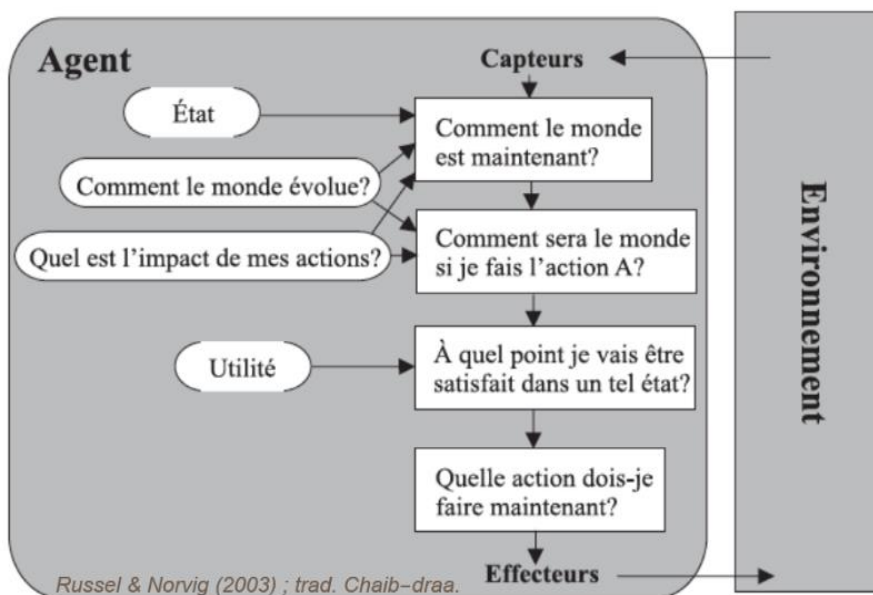 Agent
Capteurs
État
Comment le monde
est maintenant?
Comment le monde évolue?
Quel est l'impact de mes actions?
Comment sera le monde
si je fais l'action A?
Utilité
À quel point je vais être
satisfait dans un tel état?
Quelle action dois-je
faire maintenant?
Effecteurs
Russel & Norvig (2003) ; trad. Chaib–draa.
Environnement